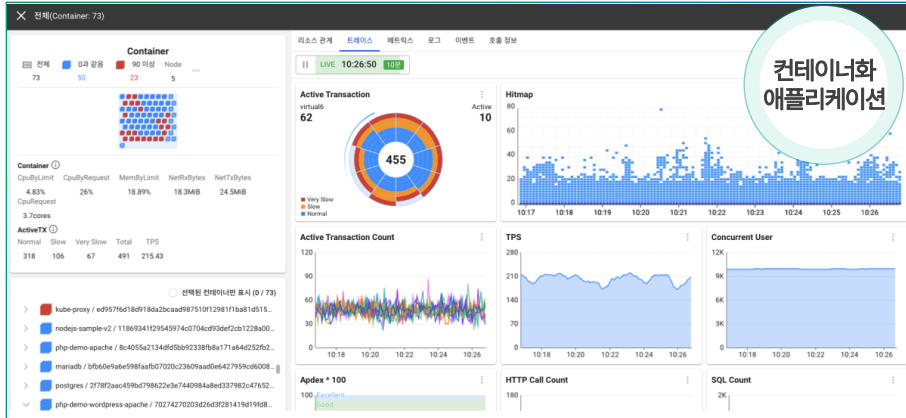 전체(Container: 73)
컨테이너화
애플리케이션
Container
전체 0과 같음 90 이상 Node
73 50 23 5 ...
Container
CpuByLimit CpuByRequest MemByLimit NetRxBytes NetTxBytes
4.83% 26% 18.89% 18.3MiB 24.5MiB
CpuRequest
3.7cores
ActiveTX
Normal Slow Very Slow Total TPS
318 106 67 491 215.43
선택된 컨테이너만 표시 (0 / 73)
kube-proxy / ed957f6d18d918da2bcaad987510f12981f1ba81d515...
nodejs-sample-v2 / 11869341f29545974c0704cd93def2cb1228a00...
php-demo-apache / 8c4055a2134dfd5bb92338fb8a171a64d252fb2...
mariadb / bfb60e9a6e598faafb07020c23609aad0e6427959cd6008...
postgres / 2f78f2aac459bd798622e3e7440984a8ed337982c47652...
php-demo-wordpress-apache / 70274270203d26d3f281419d19fd8...
리소스 관계 트레이스 메트릭스 로그 이벤트 호출 정보
LIVE 10:26:50 10분
Active Transaction
virtual6 Active
62 10
455
Very Slow
Slow
Normal
Hitmap
80
60
40
20
0
10:17 10:18 10:19 10:20 10:21 10:22 10:23 10:24 10:25 10:26
Active Transaction Count
120
90
60
30
0
10:18 10:20 10:22 10:24 10:26
TPS
280
210
140
70
0
10:18 10:20 10:22 10:24 10:26
Concurrent User
12K
9K
6K
3K
0
10:18 10:20 10:22 10:24 10:26
Apdex * 100
100 Excellent
Good
HTTP Call Count
180
SQL Count
2K